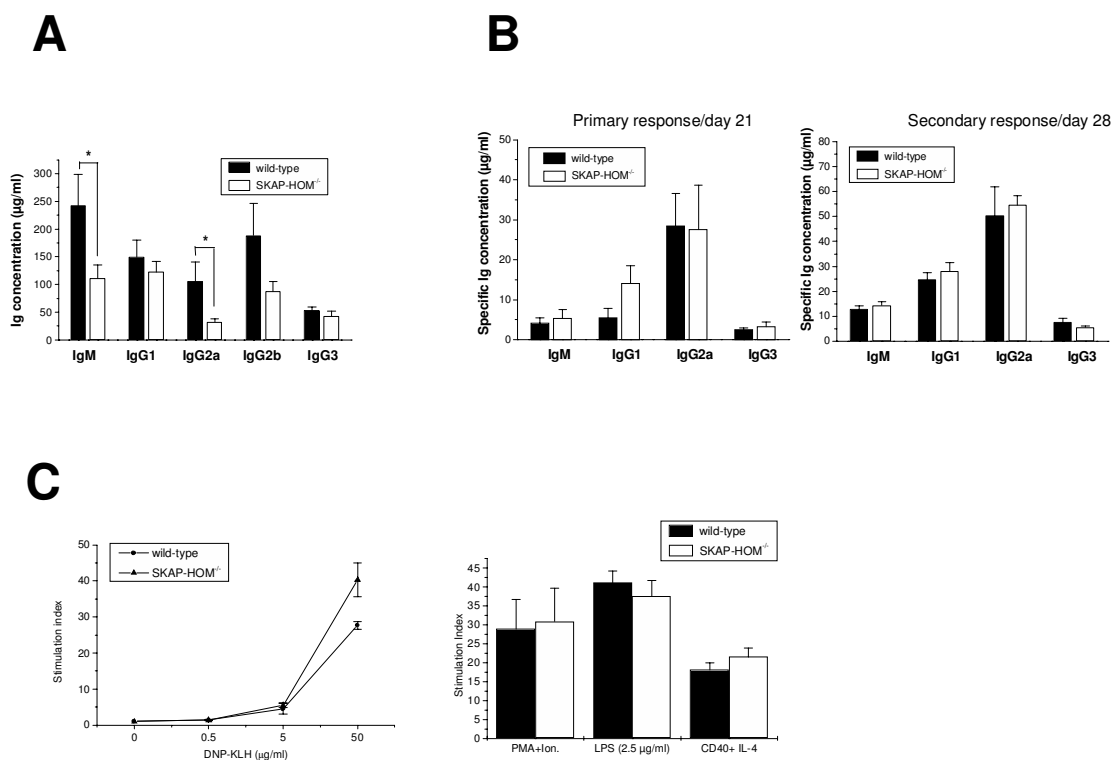 A
B
Primary response/day 21
Secondary response/day 28
Ig concentration (µg/ml)
300
250
200
150
100
50
0
*
*
wild-type
SKAP-HOM-/-
IgM IgG1 IgG2a IgG2b IgG3
Specific Ig concentration (µg/ml)
50
40
30
20
10
0
wild-type
SKAP-HOM-/-
IgM IgG1 IgG2a IgG3
Specific Ig concentration (µg/ml)
80
70
60
50
40
30
20
10
0
wild-type
SKAP-HOM-/-
IgM IgG1 IgG2a IgG3
C
Stimulation index
50
40
30
20
10
0
wild-type
SKAP-HOM-/-
0 0.5 5 50
DNP-KLH (µg/ml)
Stimulation Index
45
40
35
30
25
20
15
10
5
0
wild-type
SKAP-HOM-/-
PMA+Ion. LPS (2.5 µg/ml) CD40+ IL-4